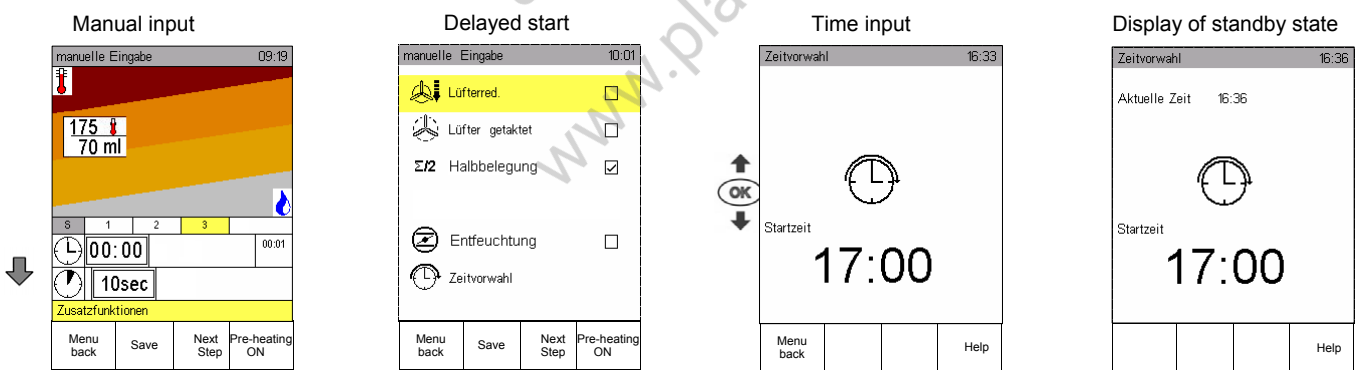 Manual input
manuelle Eingabe 09:19
175
70 ml
S 1 2 3
00:00 00:01
10sec
Zusatzfunktionen
Menu back Save Next Step Pre-heating ON
Delayed start
manuelle Eingabe 10:01
Lüfterred.
Lüfter getaktet
Σ/2 Halbbelegung
Entfeuchtung
Zeitvorwahl
Menu back Save Next Step Pre-heating ON
Time input
Zeitvorwahl 16:33
OK
Startzeit
17:00
Menu back Help
Display of standby state
Zeitvorwahl 16:36
Aktuelle Zeit 16:36
Startzeit
17:00
Help
www.pla